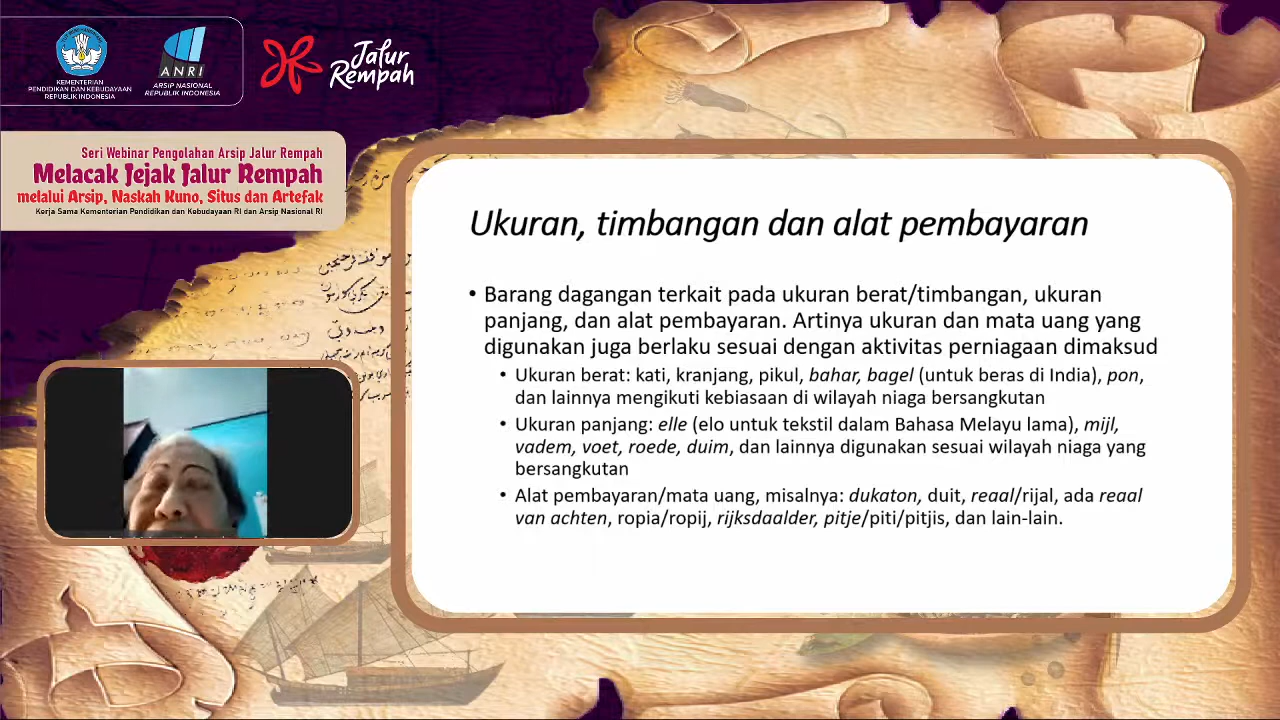 KEMENTERIAN
PENDIDIKAN DAN KEBUDAYAAN
REPUBLIK INDONESIA
ANRI
ARSIP NASIONAL
REPUBLIK INDONESIA
Jalur
Rempah
Seri Webinar Pengolahan Arsip Jalur Rempah
Melacak Jejak Jalur Rempah
melalui Arsip, Naskah Kuno, Situs dan Artefak
Kerja Sama Kementerian Pendidikan dan Kebudayaan RI dan Arsip Nasional RI
Ukuran, timbangan dan alat pembayaran
• Barang dagangan terkait pada ukuran berat/timbangan, ukuran
panjang, dan alat pembayaran. Artinya ukuran dan mata uang yang
digunakan juga berlaku sesuai dengan aktivitas perniagaan dimaksud
• Ukuran berat: kati, kranjang, pikul, bahar, bagel (untuk beras di India), pon,
dan lainnya mengikuti kebiasaan di wilayah niaga bersangkutan
• Ukuran panjang: elle (elo untuk tekstil dalam Bahasa Melayu lama), mijl,
vadem, voet, roede, duim, dan lainnya digunakan sesuai wilayah niaga yang
bersangkutan
• Alat pembayaran/mata uang, misalnya: dukaton, duit, reaal/rijal, ada reaal
van achten, ropia/ropij, rijksdaalder, pitje/piti/pitjis, dan lain-lain.